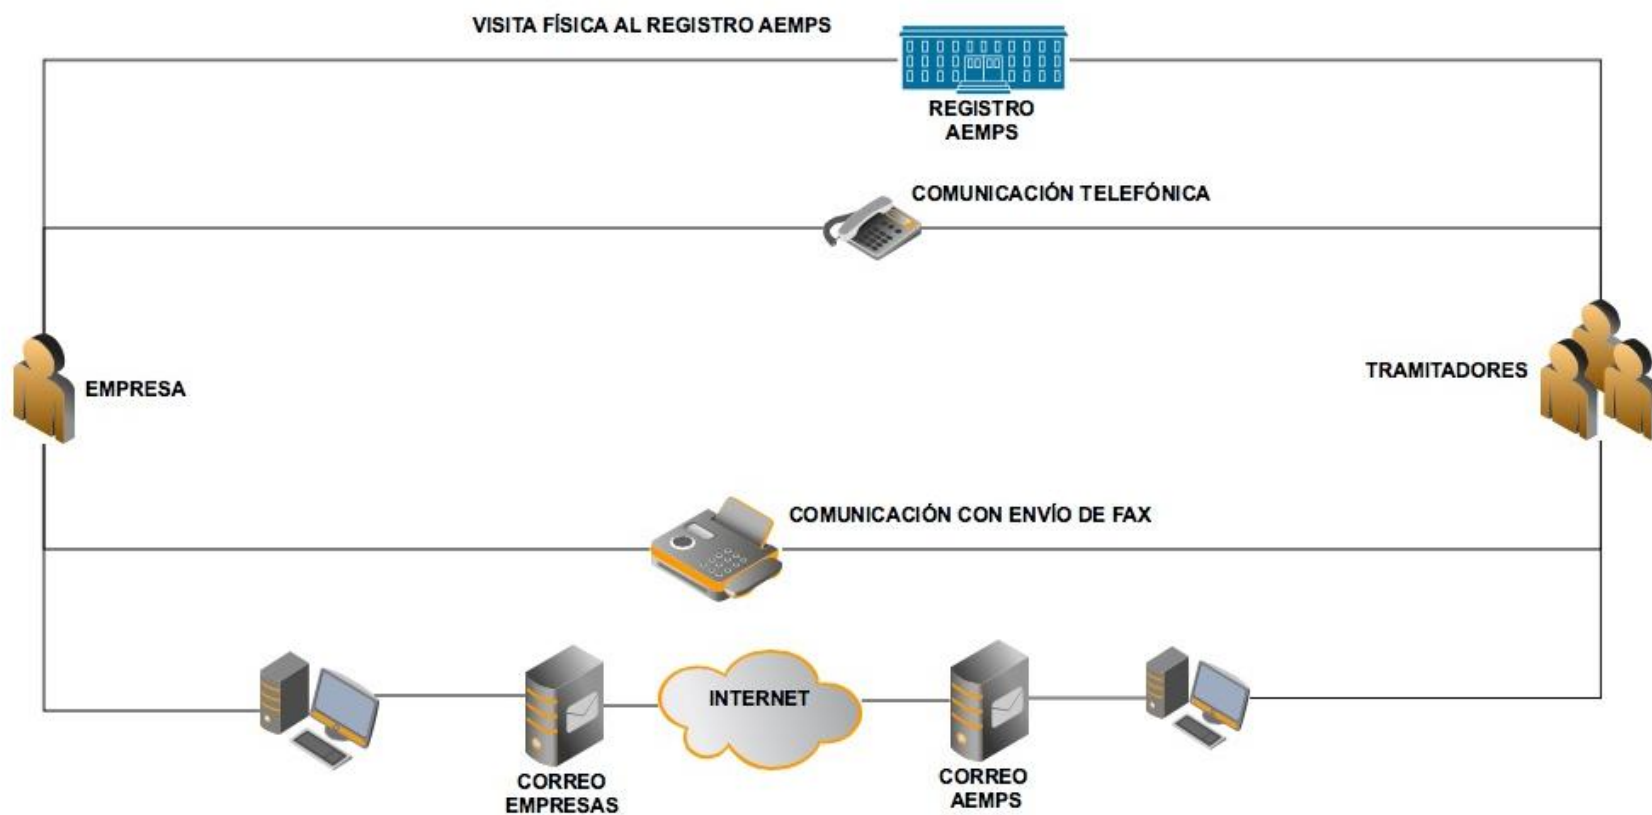 VISITA FÍSICA AL REGISTRO AEMPS
REGISTRO
AEMPS
COMUNICACIÓN TELEFÓNICA
EMPRESA
TRAMITADORES
COMUNICACIÓN CON ENVÍO DE FAX
INTERNET
CORREO
EMPRESAS
CORREO
AEMPS